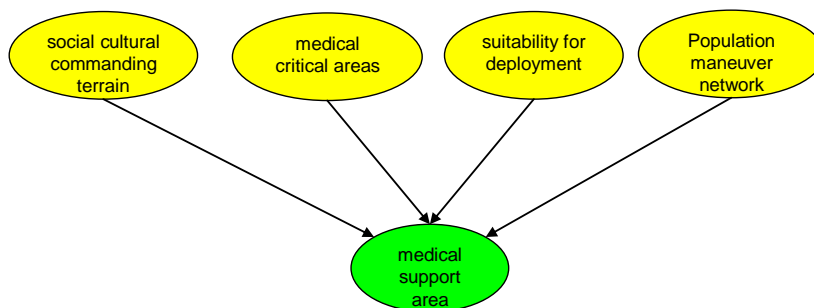 social cultural
commanding
terrain
medical
critical areas
suitability for
deployment
Population
maneuver
network
medical
support
area